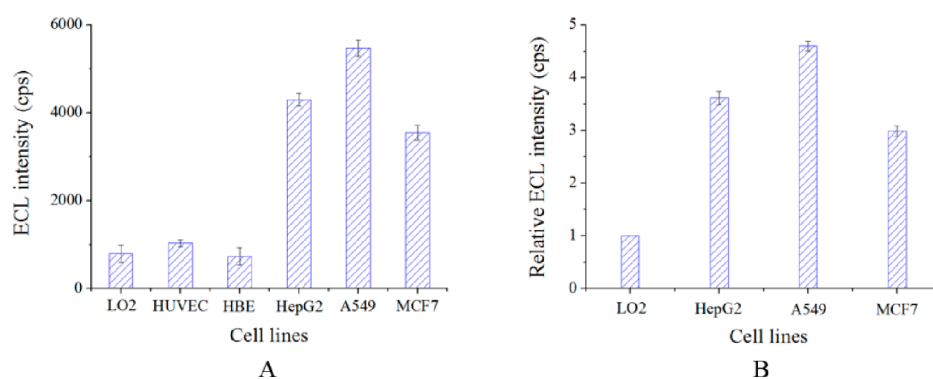 6000
4000
2000
0
ECL intensity (cps)
LO2 HUVEC HBE HepG2 A549 MCF7
Cell lines
A
5
4
3
2
1
0
Relative ECL intensity (cps)
LO2 HepG2 A549 MCF7
Cell lines
B